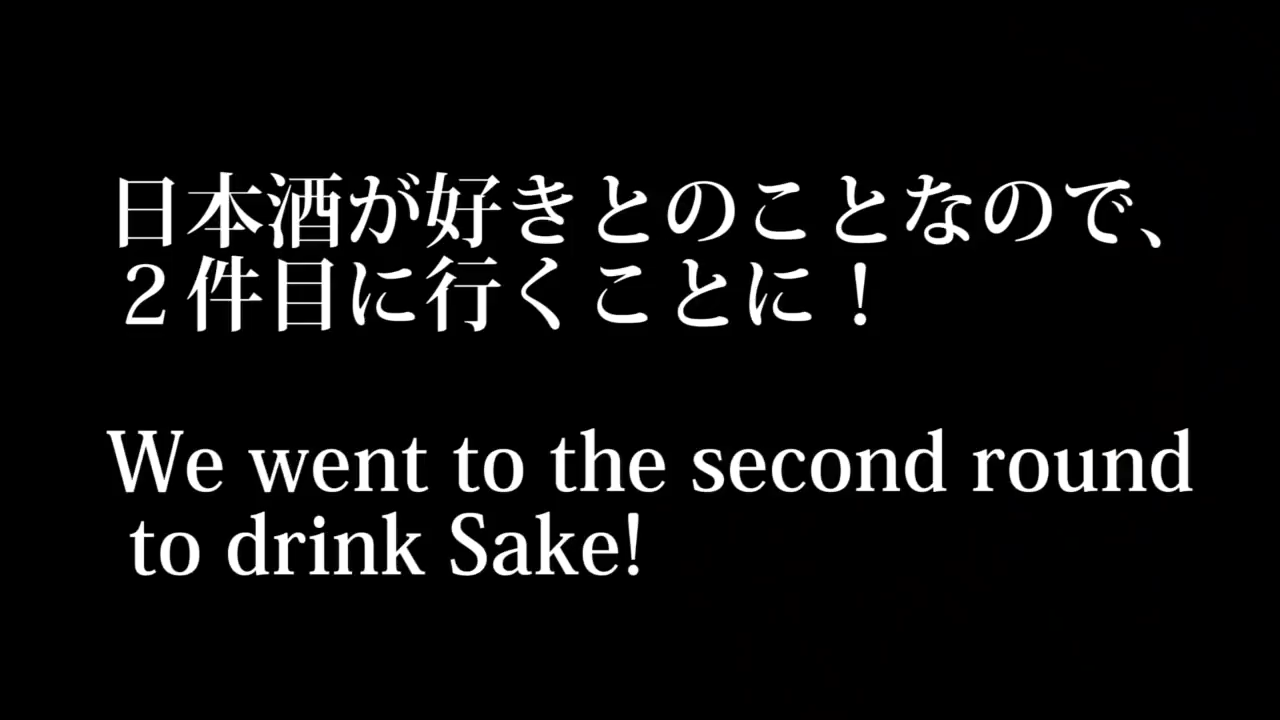 日本酒が好きとのことなので、
２件目に行くことに！
We went to the second round
to drink Sake!